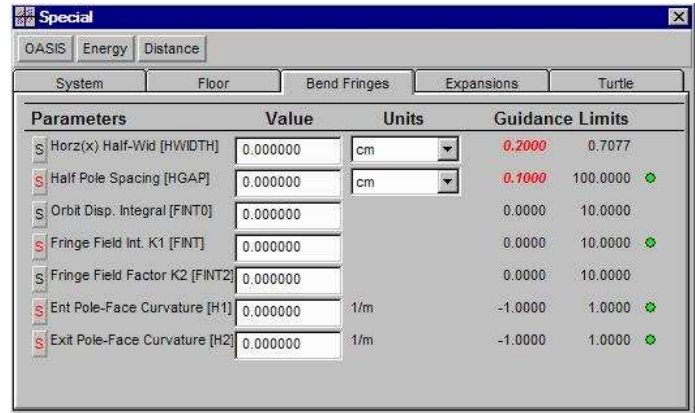 Special
OASIS Energy Distance
System Floor Bend Fringes Expansions Turtle
Parameters Value Units Guidance Limits
S Horz(x) Half-Wid [HWIDTH] 0.000000 cm 0.2000 0.7077
S Half Pole Spacing [HGAP] 0.000000 cm 0.1000 100.0000
S Orbit Disp. Integral [FINT0] 0.000000 0.0000 10.0000
S Fringe Field Int. K1 [FINT] 0.000000 0.0000 10.0000
S Fringe Field Factor K2 [FINT2] 0.000000 0.0000 10.0000
S Ent Pole-Face Curvature [H1] 0.000000 1/m -1.0000 1.0000
S Exit Pole-Face Curvature [H2] 0.000000 1/m -1.0000 1.0000